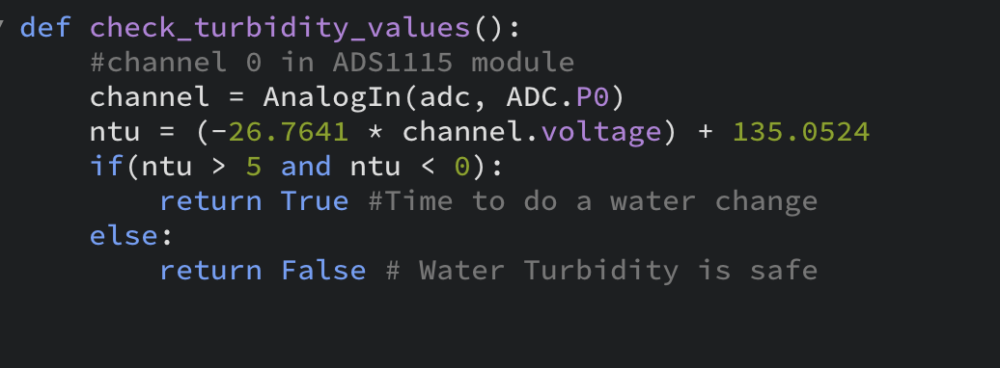 def check_turbidity_values():
    #channel 0 in ADS1115 module
    channel = AnalogIn(adc, ADC.P0)
    ntu = (-26.7641 * channel.voltage) + 135.0524
    if(ntu > 5 and ntu < 0):
        return True #Time to do a water change
    else:
        return False # Water Turbidity is safe